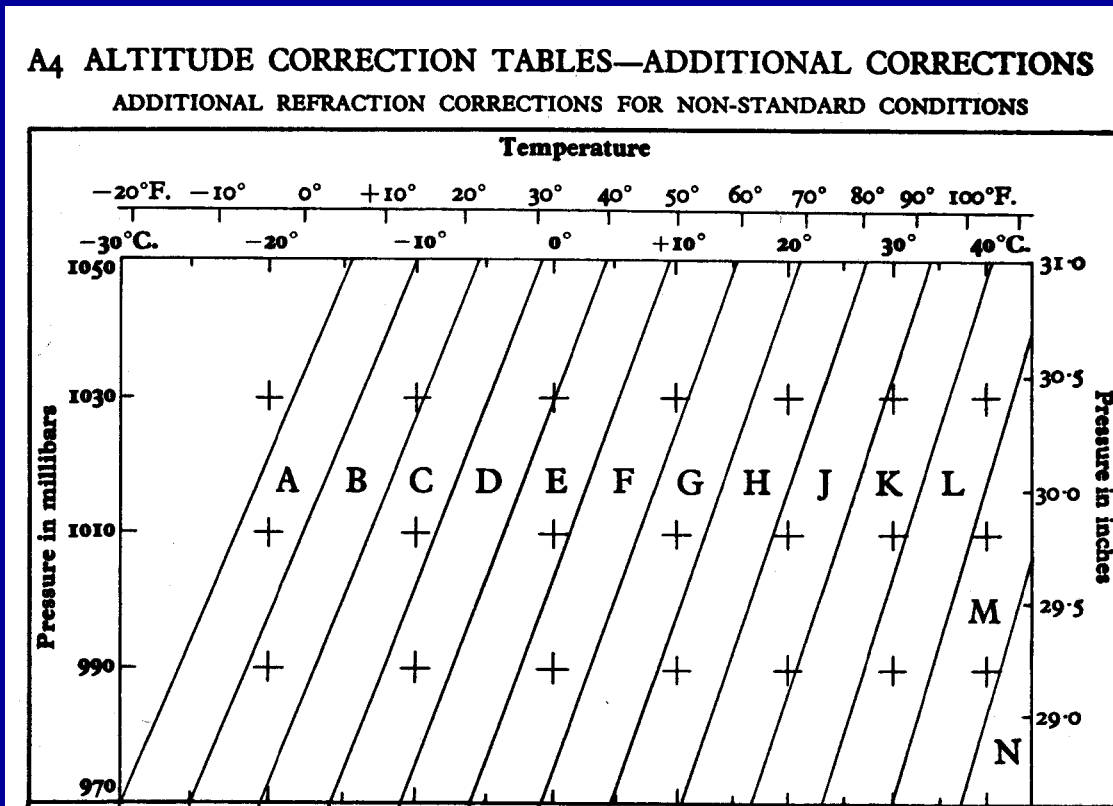 A4 ALTITUDE CORRECTION TABLES—ADDITIONAL CORRECTIONS
ADDITIONAL REFRACTION CORRECTIONS FOR NON-STANDARD CONDITIONS
Temperature
−20°F. −10° 0° +10° 20° 30° 40° 50° 60° 70° 80° 90° 100°F.
−30°C. −20° −10° 0° +10° 20° 30° 40°C.
1050 31·0
1030 30·5
Pressure in millibars
Pressure in inches
A B C D E F G H J K L 30·0
1010
M 29·5
990
29·0
N
970